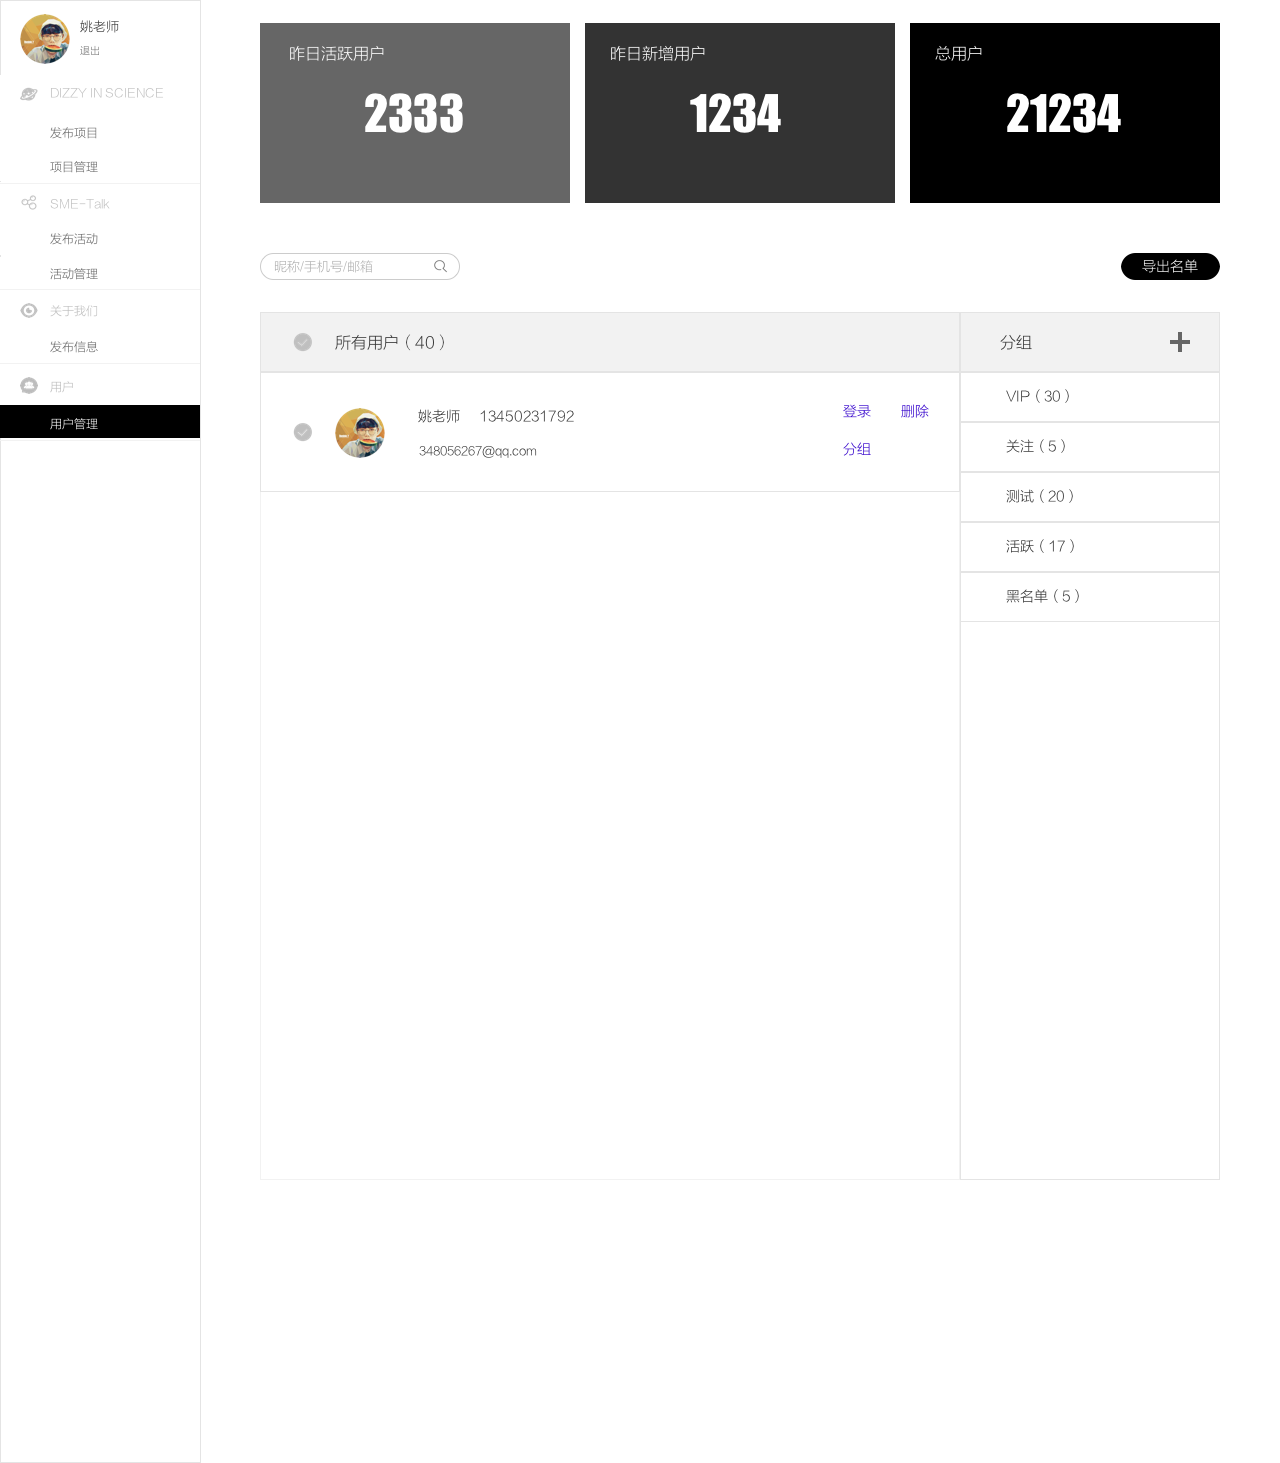 姚老师
退出
DIZZY IN SCIENCE
发布项目
项目管理
SME-Talk
发布活动
活动管理
关于我们
发布信息
用户
用户管理
昨日活跃用户
2333
昨日新增用户
1234
总用户
21234
昵称/手机号/邮箱
导出名单
所有用户（40）
姚老师 13450231792
348056267@qq.com
登录 删除
分组
分组
VIP（30）
关注（5）
测试（20）
活跃（17）
黑名单（5）